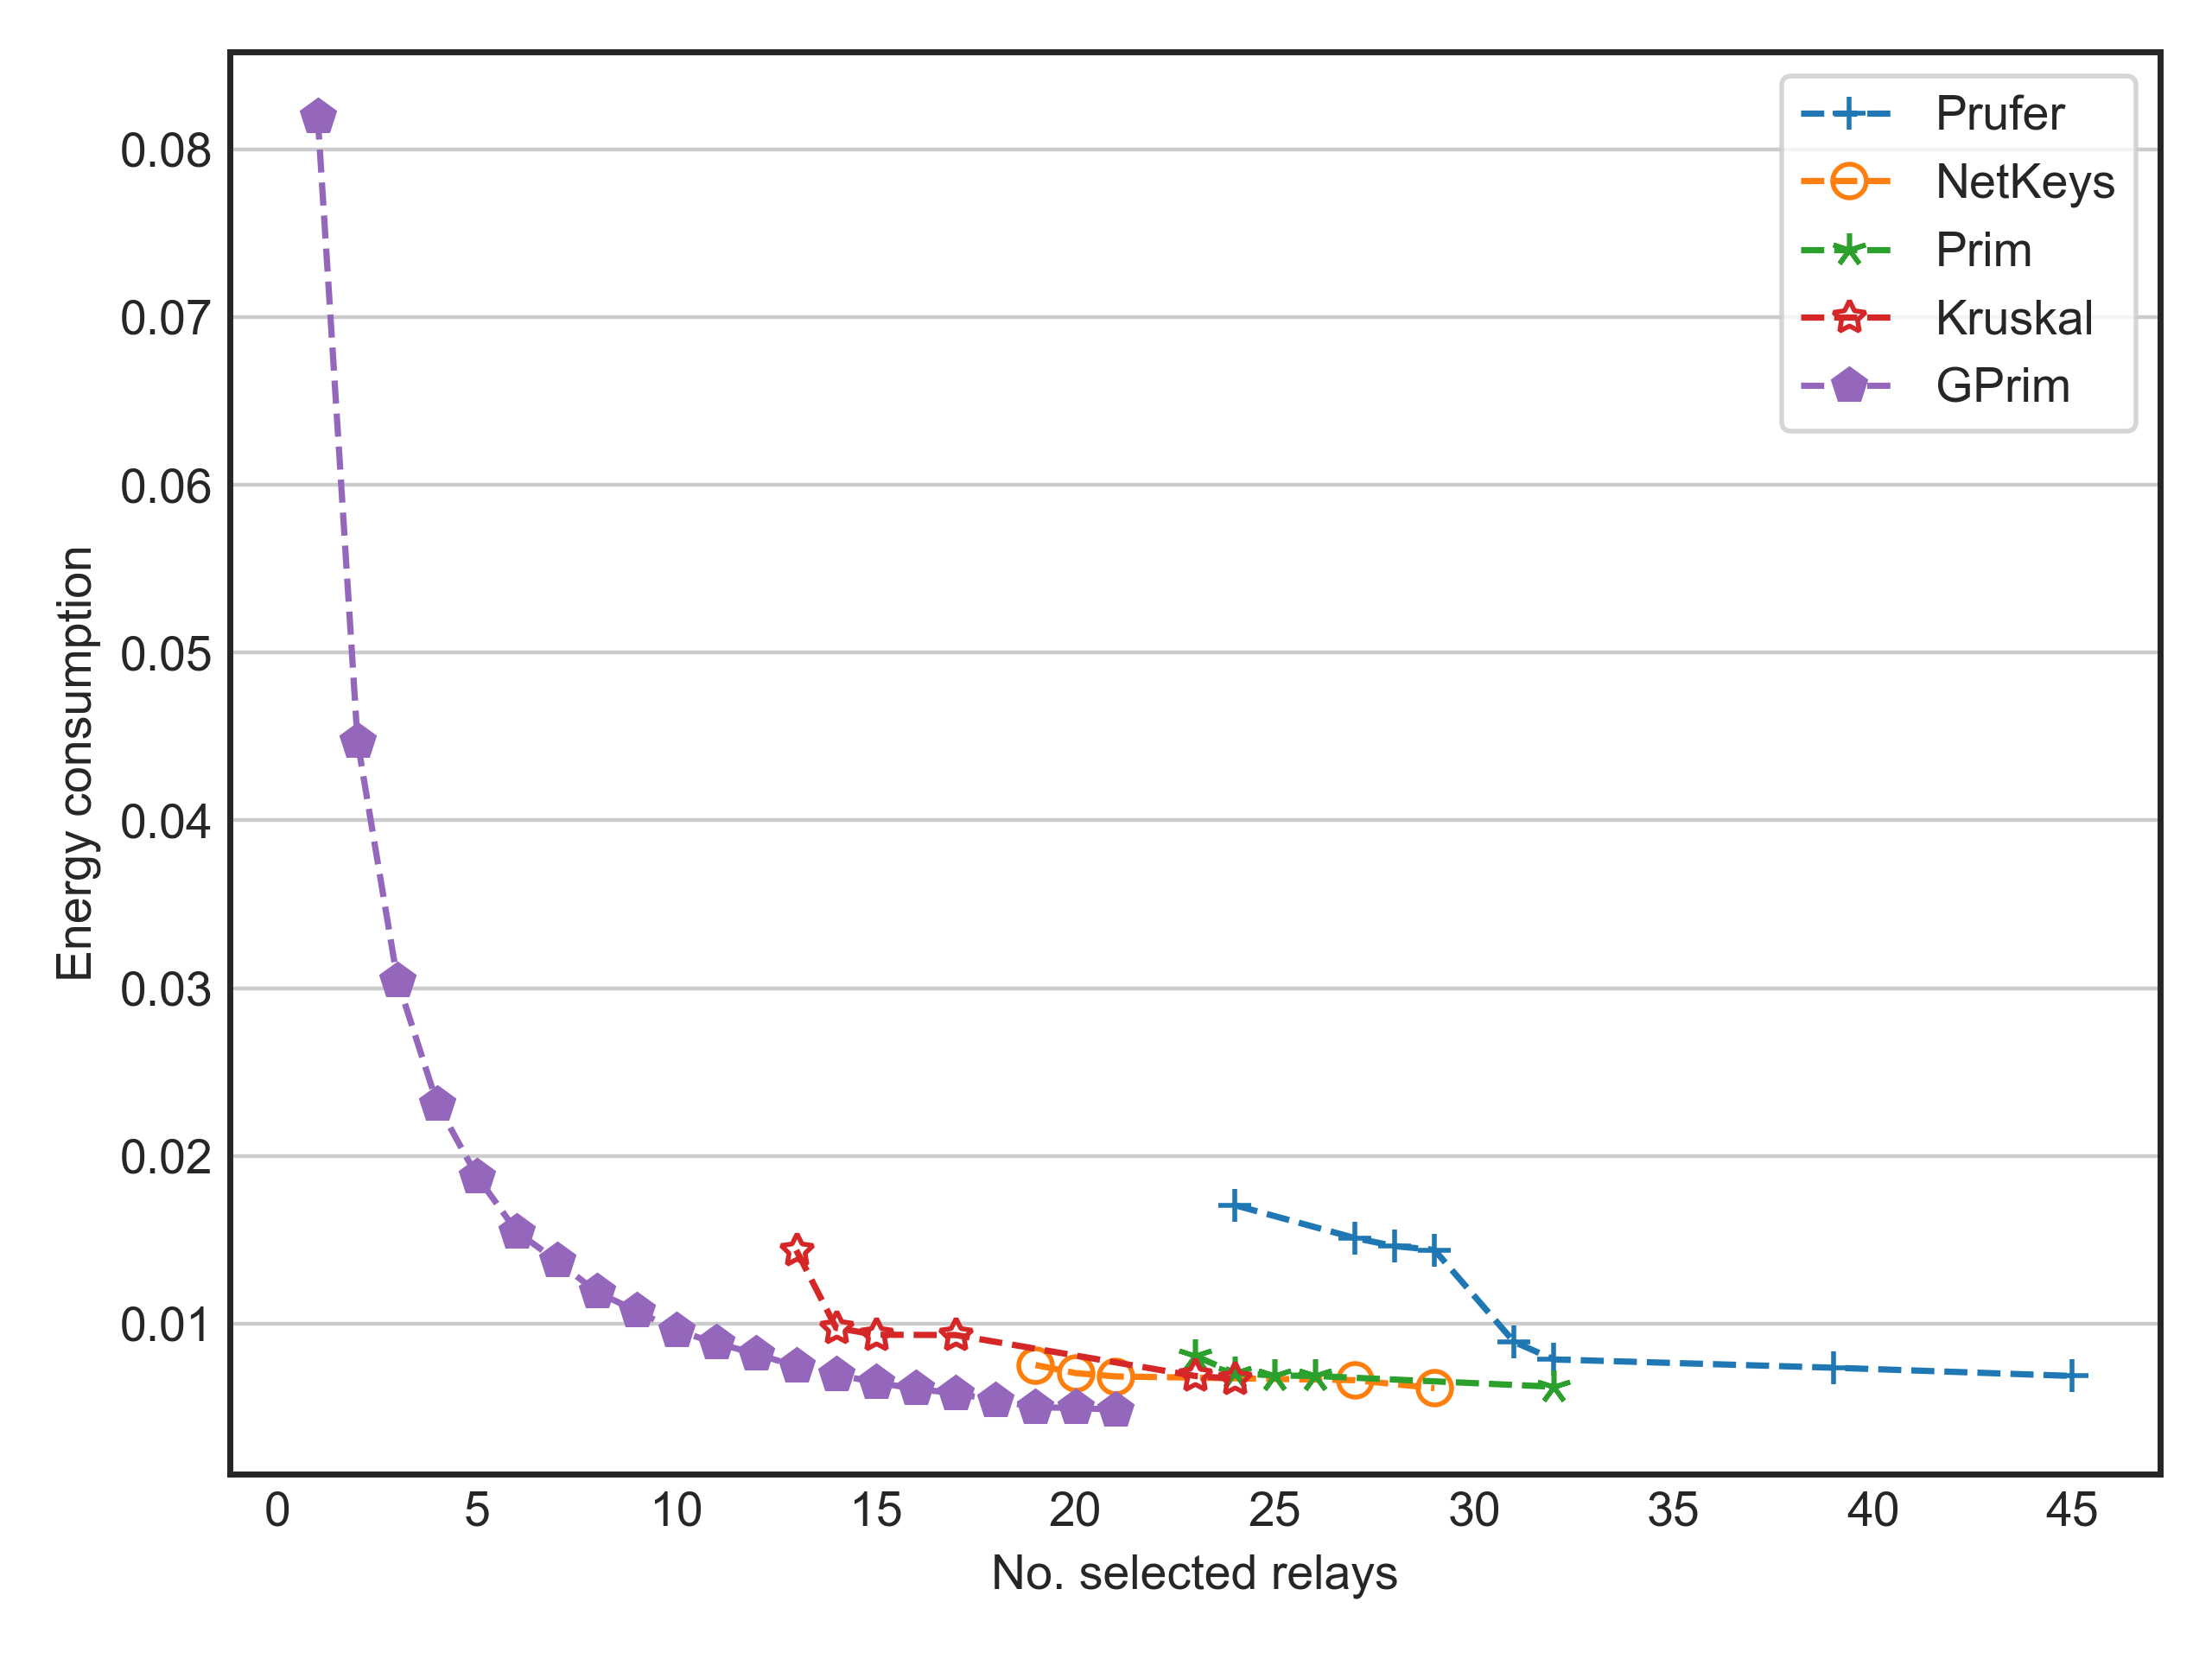 Prufer
NetKeys
Prim
Kruskal
GPrim
0.08
0.07
0.06
0.05
0.04
0.03
0.02
0.01
Energy consumption
0 5 10 15 20 25 30 35 40 45
No. selected relays